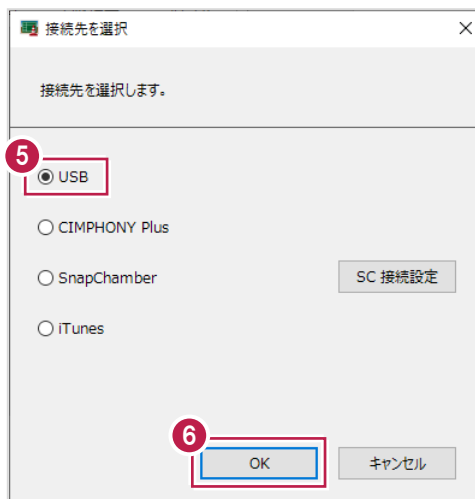 接続先を選択
接続先を選択します。
5
USB
CIMPHONY Plus
SnapChamber
SC 接続設定
iTunes
6
OK
キャンセル